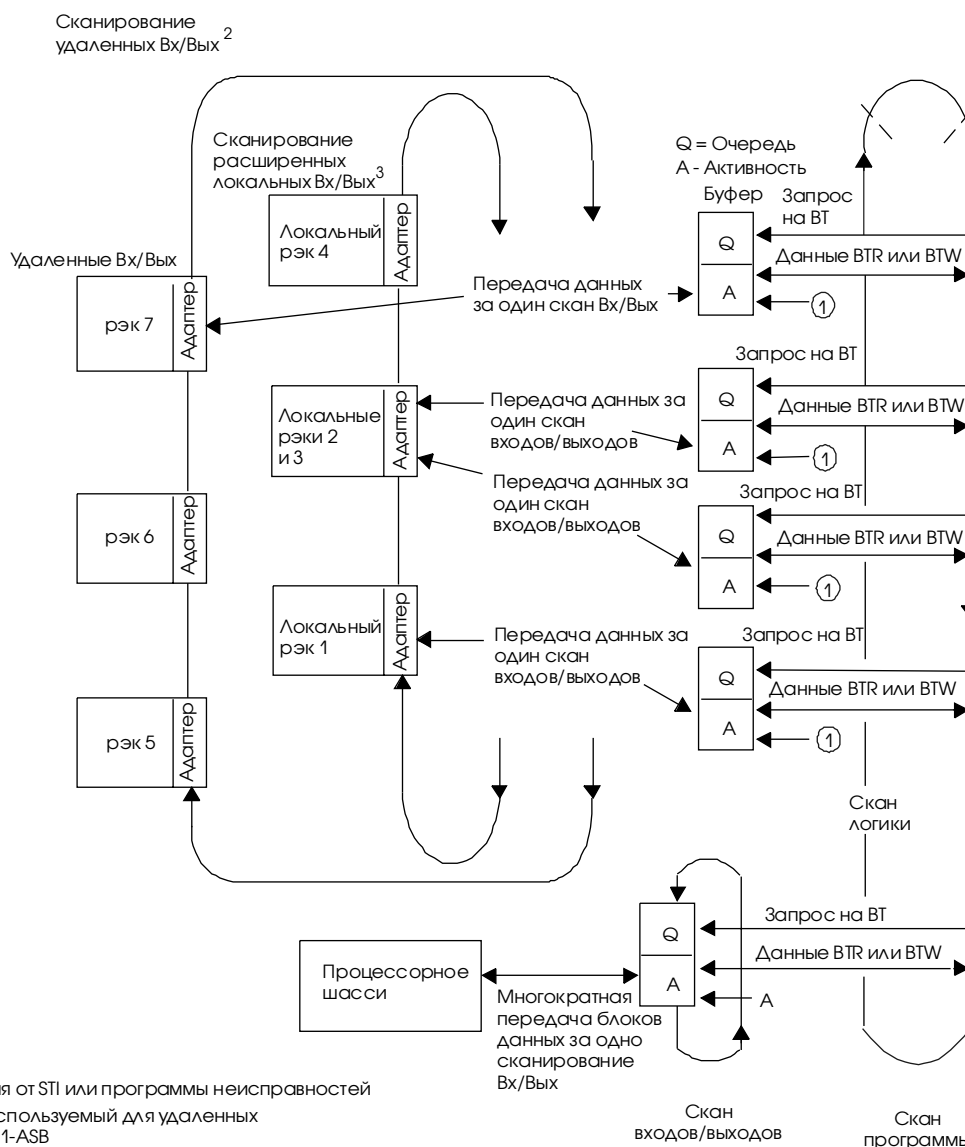 Сканирование
удаленных Вх/Вых 2
Сканирование
расширенных
локальных Вх/Вых3
Q = Очередь
A - Активность
Буфер
Запрос
на ВТ
Локальный
рэк 4
Адаптер
Q
A
Данные BTR или BTW
1
Удаленные Вх/Вых
рэк 7
Адаптер
Передача данных
за один скан Вх/Вых
Запрос на ВТ
Локальные
рэки 2
и 3
Адаптер
Передача данных за
один скан
входов/выходов
Q
A
Данные BTR или BTW
1
Передача данных за
один скан
входов/выходов
Запрос на ВТ
рэк 6
Адаптер
Q
A
Данные BTR или BTW
1
Локальный
рэк 1
Адаптер
Передача данных за
один скан
входов/выходов
Запрос на ВТ
Q
A
Данные BTR или BTW
1
рэк 5
Адаптер
Скан
логики
Процессорное
шасси
Многократная
передача блоков
данных за одно
сканирование
Вх/Вых
Q
A
Запрос на ВТ
Данные BTR или BTW
A
я от STI или программы неисправностей
спользуемый для удаленных
1-ASB
Скан
входов/выходов
Скан
программы